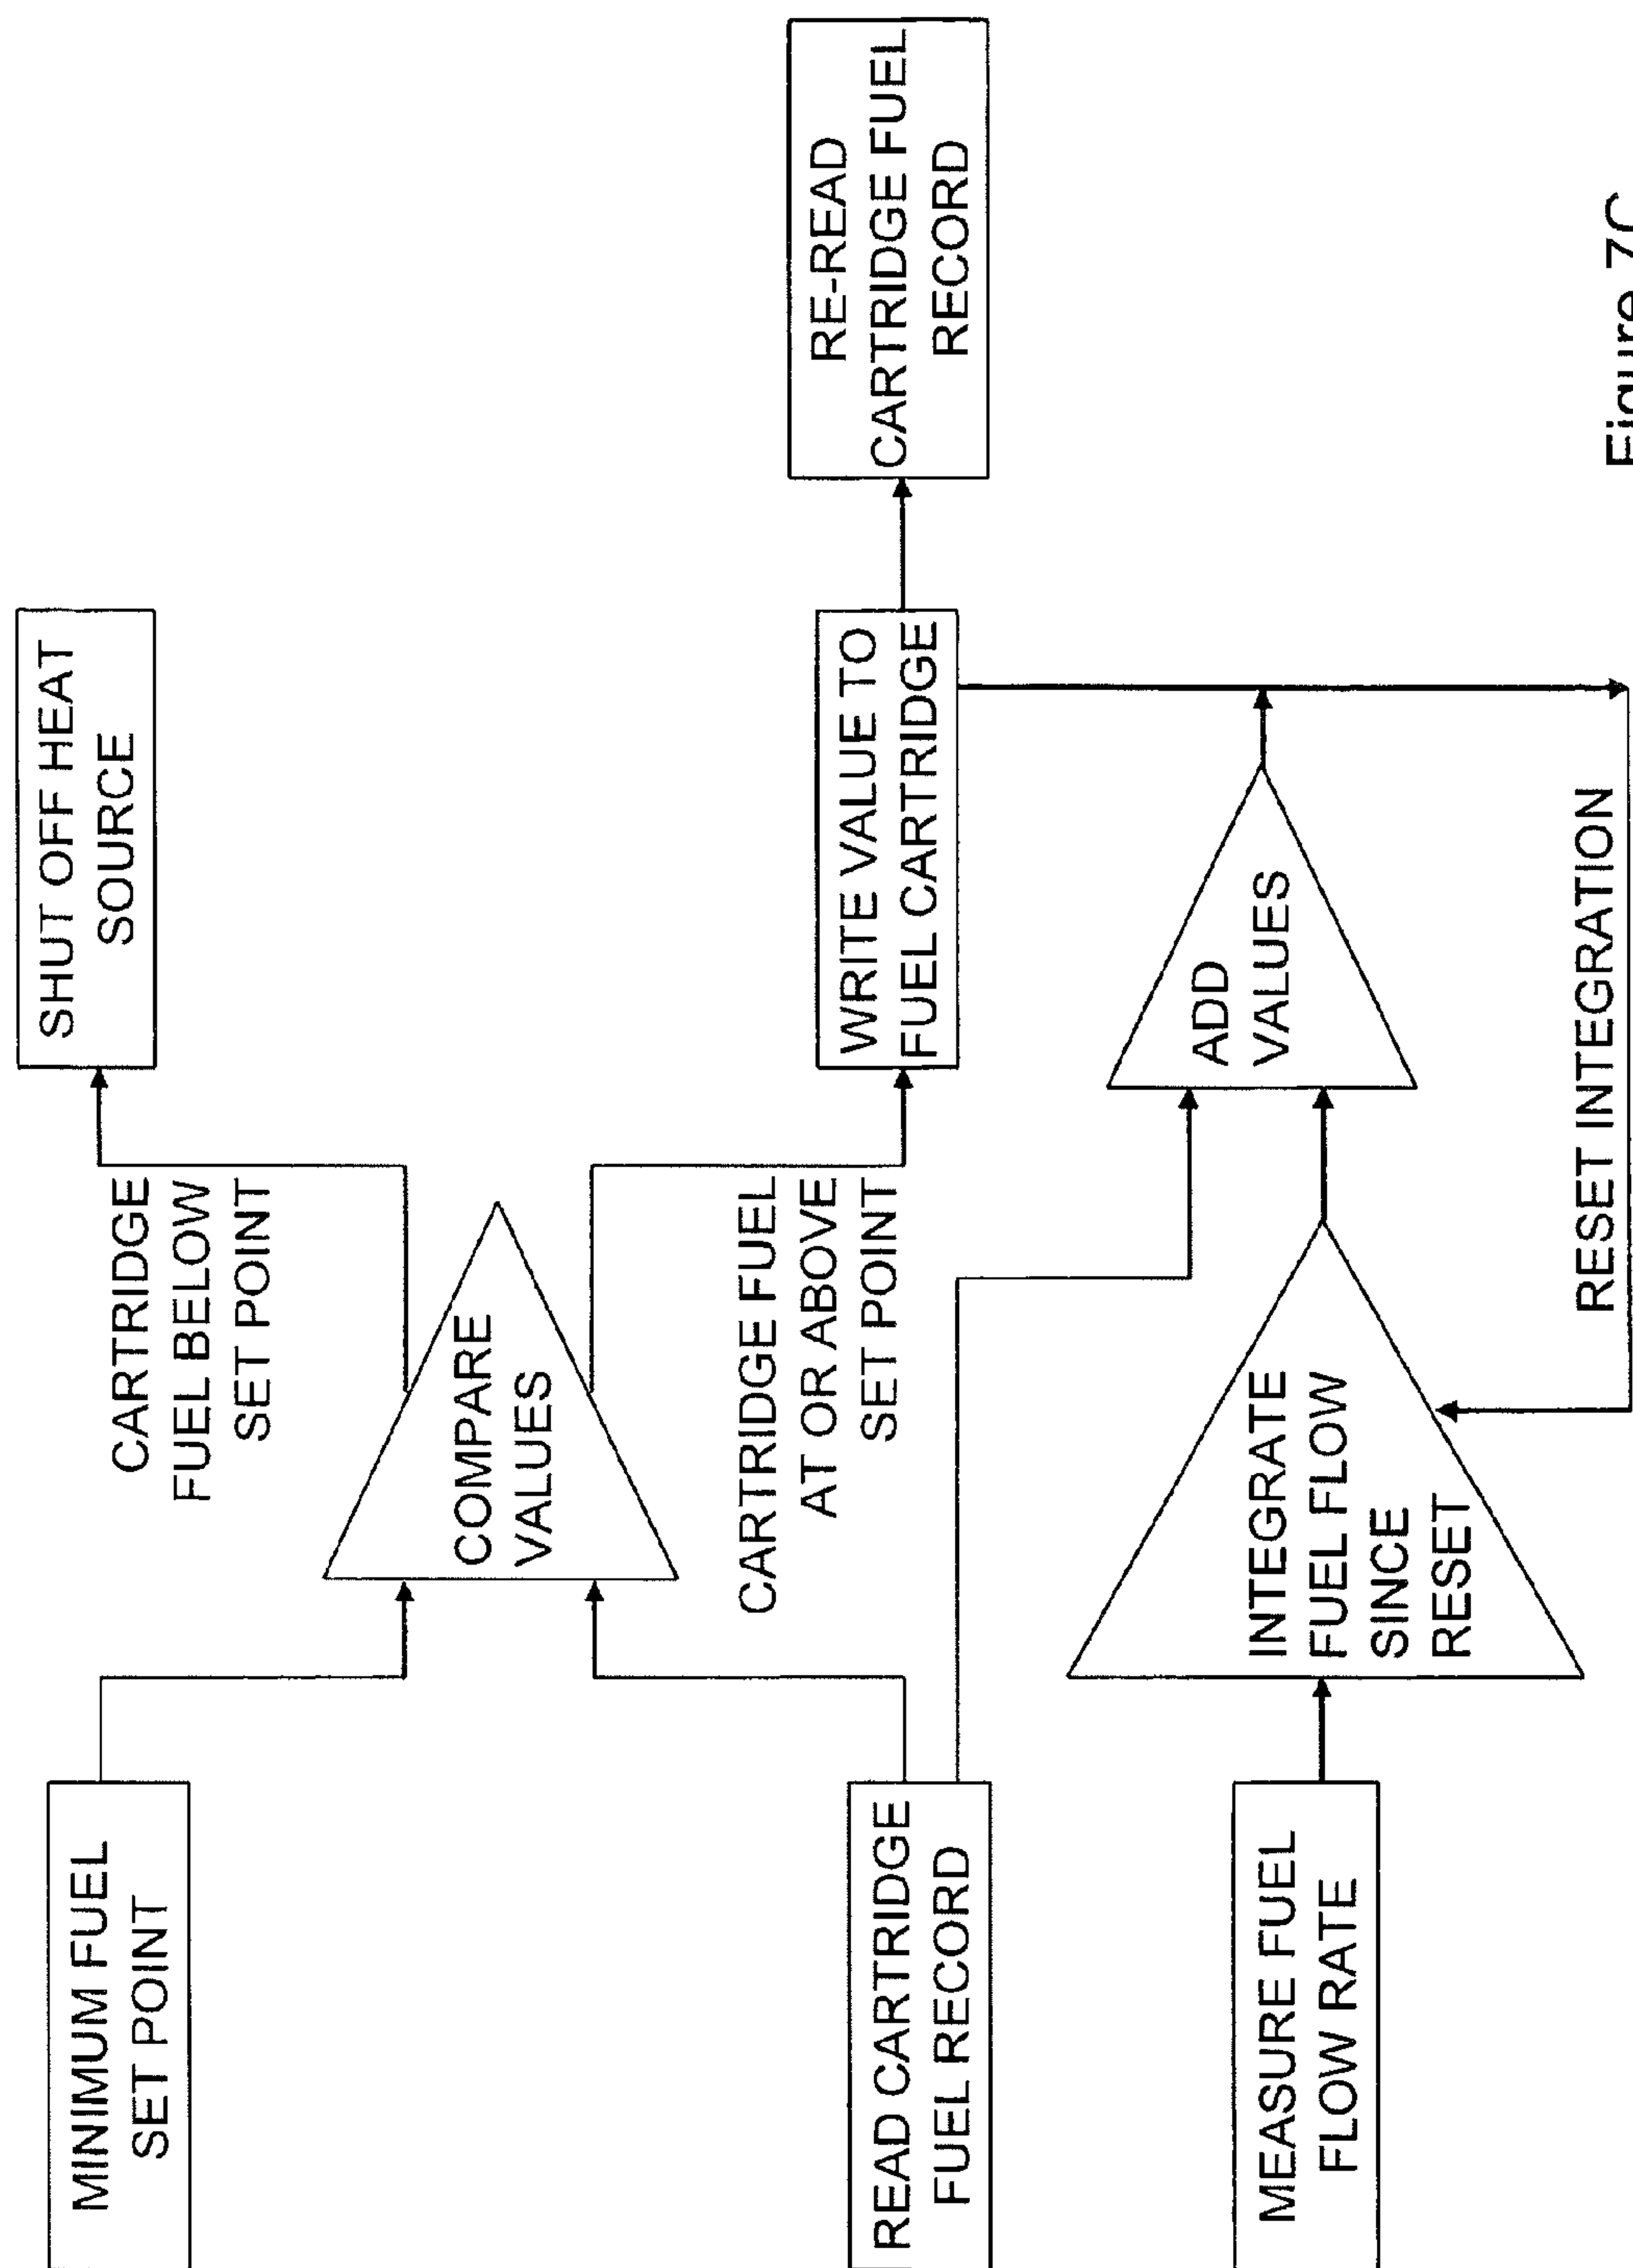 MINIMUM FUEL
SET POINT
CARTRIDGE
FUEL BELOW
SET POINT
SHUT OFF HEAT
SOURCE
COMPARE
VALUES
CARTRIDGE FUEL
AT OR ABOVE
SET POINT
READ CARTRIDGE
FUEL RECORD
WRITE VALUE TO
FUEL CARTRIDGE
RE-READ
CARTRIDGE FUEL
RECORD
MEASURE FUEL
FLOW RATE
INTEGRATE
FUEL FLOW
SINCE
RESET
ADD
VALUES
RESET INTEGRATION
Figure 7C